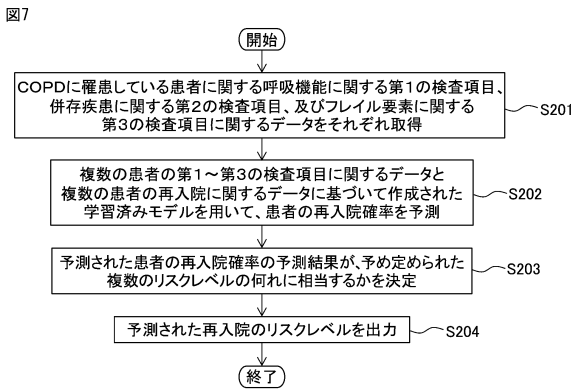 図7
開始
COPDに罹患している患者に関する呼吸機能に関する第1の検査項目、
併存疾患に関する第2の検査項目、及びフレイル要素に関する
第3の検査項目に関するデータをそれぞれ取得
S201
複数の患者の第1～第3の検査項目に関するデータと
複数の患者の再入院に関するデータに基づいて作成された
学習済みモデルを用いて、患者の再入院確率を予測
S202
予測された患者の再入院確率の予測結果が、予め定められた
複数のリスクレベルの何れに相当するかを決定
S203
予測された再入院のリスクレベルを出力
S204
終了